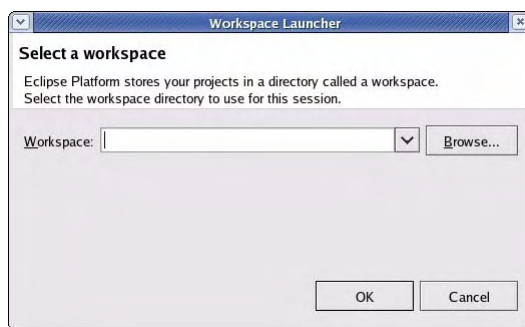 Workspace Launcher
Select a workspace
Eclipse Platform stores your projects in a directory called a workspace.
Select the workspace directory to use for this session.
Workspace:
Browse...
OK
Cancel